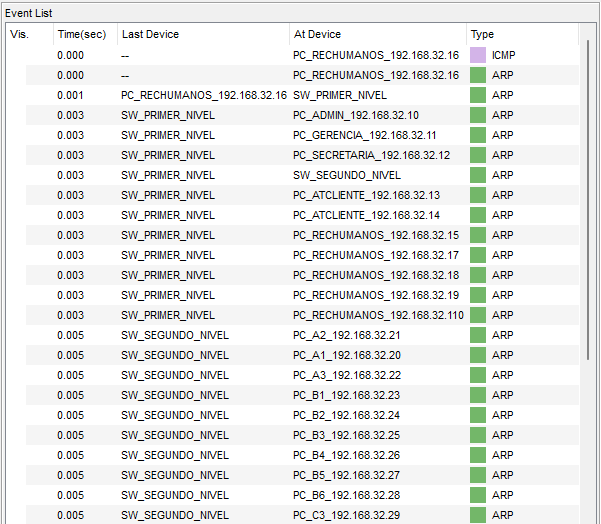 Event List
Vis. Time(sec) Last Device At Device Type
0.000 -- PC_RECHUMANOS_192.168.32.16 ICMP
0.000 -- PC_RECHUMANOS_192.168.32.16 ARP
0.001 PC_RECHUMANOS_192.168.32.16 SW_PRIMER_NIVEL ARP
0.003 SW_PRIMER_NIVEL PC_ADMIN_192.168.32.10 ARP
0.003 SW_PRIMER_NIVEL PC_GERENCIA_192.168.32.11 ARP
0.003 SW_PRIMER_NIVEL PC_SECRETARIA_192.168.32.12 ARP
0.003 SW_PRIMER_NIVEL SW_SEGUNDO_NIVEL ARP
0.003 SW_PRIMER_NIVEL PC_ATCLIENTE_192.168.32.13 ARP
0.003 SW_PRIMER_NIVEL PC_ATCLIENTE_192.168.32.14 ARP
0.003 SW_PRIMER_NIVEL PC_RECHUMANOS_192.168.32.15 ARP
0.003 SW_PRIMER_NIVEL PC_RECHUMANOS_192.168.32.17 ARP
0.003 SW_PRIMER_NIVEL PC_RECHUMANOS_192.168.32.18 ARP
0.003 SW_PRIMER_NIVEL PC_RECHUMANOS_192.168.32.19 ARP
0.003 SW_PRIMER_NIVEL PC_RECHUMANOS_192.168.32.110 ARP
0.005 SW_SEGUNDO_NIVEL PC_A2_192.168.32.21 ARP
0.005 SW_SEGUNDO_NIVEL PC_A1_192.168.32.20 ARP
0.005 SW_SEGUNDO_NIVEL PC_A3_192.168.32.22 ARP
0.005 SW_SEGUNDO_NIVEL PC_B1_192.168.32.23 ARP
0.005 SW_SEGUNDO_NIVEL PC_B2_192.168.32.24 ARP
0.005 SW_SEGUNDO_NIVEL PC_B3_192.168.32.25 ARP
0.005 SW_SEGUNDO_NIVEL PC_B4_192.168.32.26 ARP
0.005 SW_SEGUNDO_NIVEL PC_B5_192.168.32.27 ARP
0.005 SW_SEGUNDO_NIVEL PC_B6_192.168.32.28 ARP
0.005 SW_SEGUNDO_NIVEL PC_C3_192.168.32.29 ARP